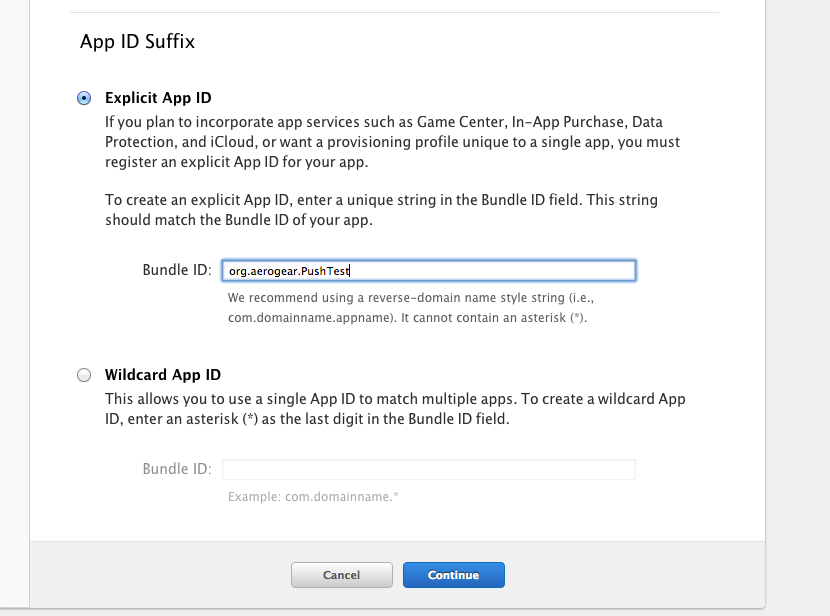 App ID Suffix
Explicit App ID
If you plan to incorporate app services such as Game Center, In-App Purchase, Data
Protection, and iCloud, or want a provisioning profile unique to a single app, you must
register an explicit App ID for your app.
To create an explicit App ID, enter a unique string in the Bundle ID field. This string
should match the Bundle ID of your app.
Bundle ID: org.aerogear.PushTest
We recommend using a reverse-domain name style string (i.e.,
com.domainname.appname). It cannot contain an asterisk (*).
Wildcard App ID
This allows you to use a single App ID to match multiple apps. To create a wildcard App
ID, enter an asterisk (*) as the last digit in the Bundle ID field.
Bundle ID:
Example: com.domainname.*
Cancel Continue